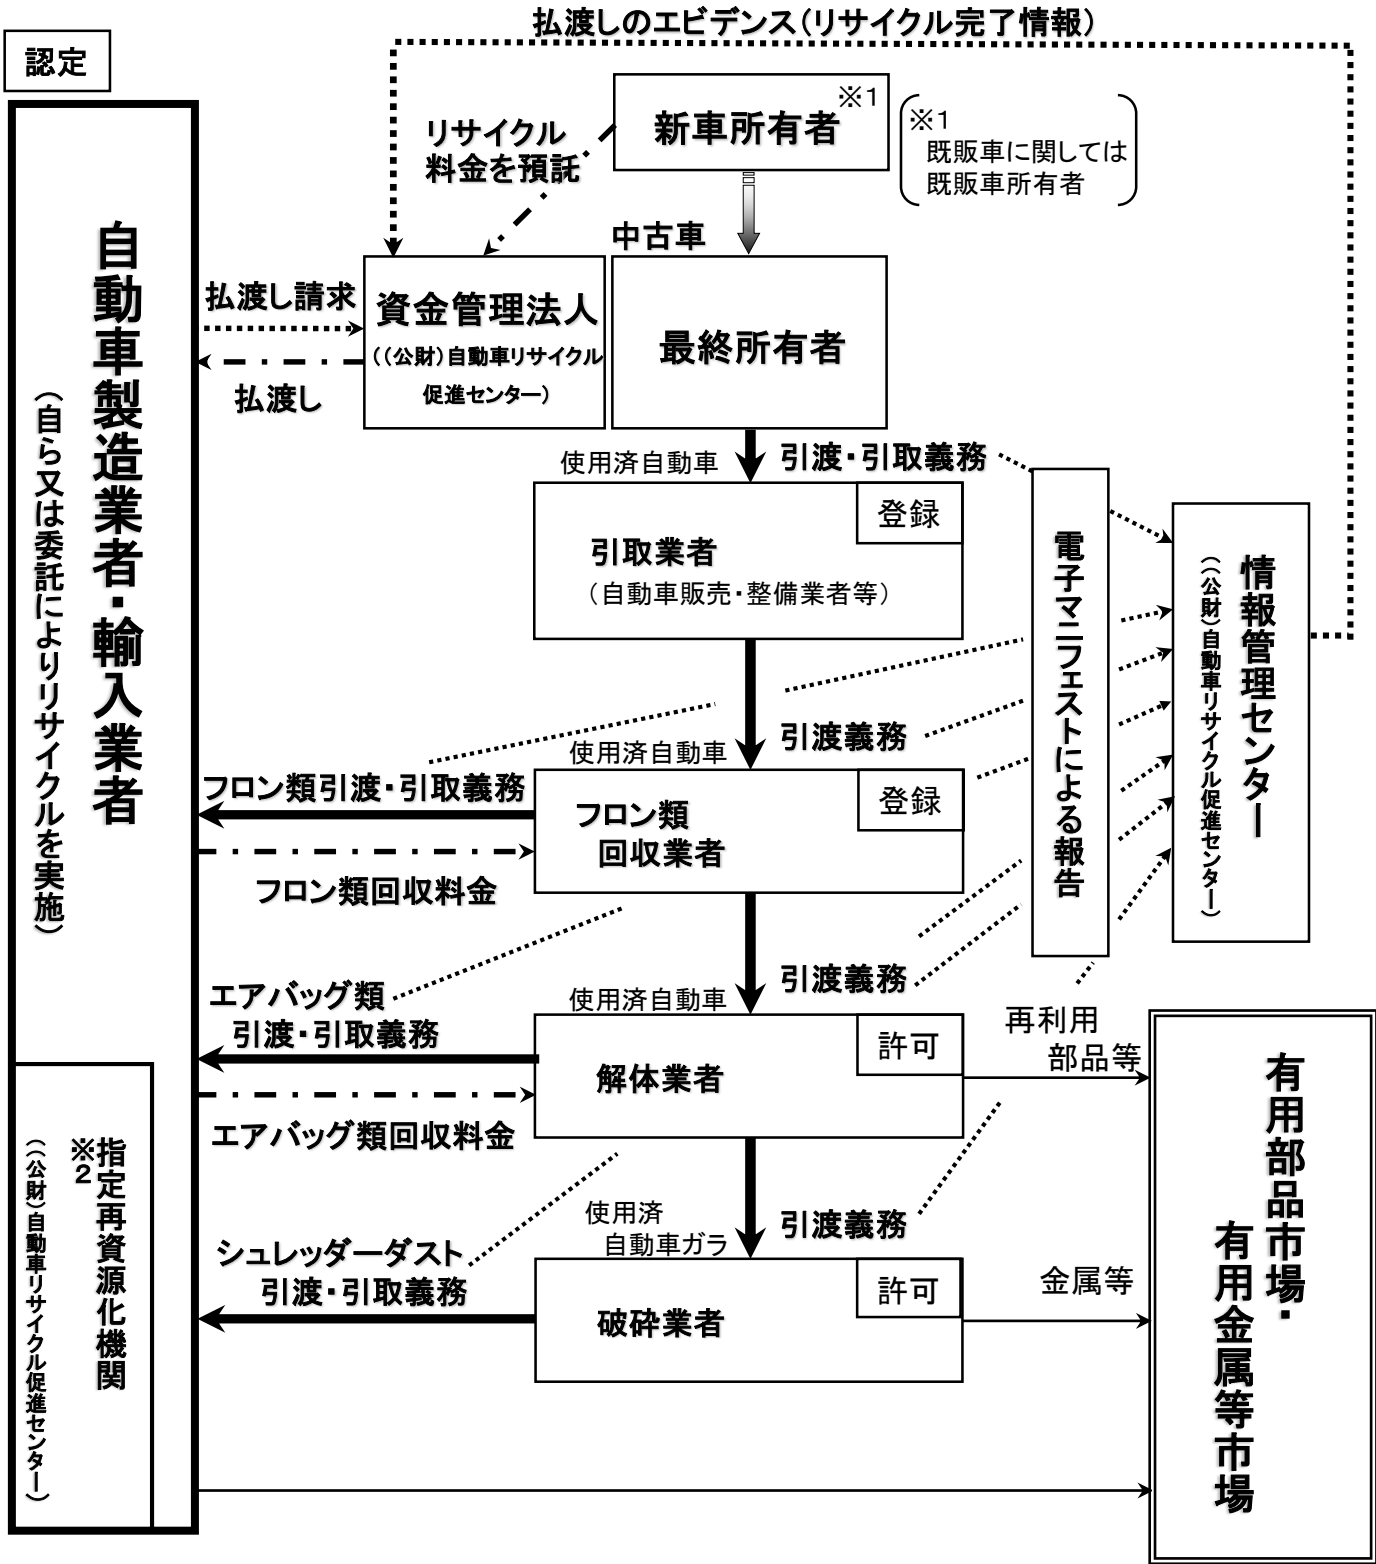 払渡しのエビデンス（リサイクル完了情報）
認定
新車所有者※１
※１
既販車に関しては
既販車所有者
リサイクル
料金を預託
中古車
自動車製造業者・輸入業者
（自ら又は委託によりリサイクルを実施）
払渡し請求
払渡し
資金管理法人
（（公財）自動車リサイクル
促進センター）
最終所有者
使用済自動車
引渡・引取義務
登録
引取業者
（自動車販売・整備業者等）
電子マニフェストによる報告
情報管理センター
（（公財）自動車リサイクル促進センター）
使用済自動車
引渡義務
フロン類引渡・引取義務
フロン類回収料金
登録
フロン類
回収業者
使用済自動車
引渡義務
エアバッグ類
引渡・引取義務
エアバッグ類回収料金
許可
解体業者
再利用
部品等
使用済
自動車ガラ
引渡義務
シュレッダーダスト
引渡・引取義務
許可
破砕業者
金属等
有用部品市場・
有用金属等市場
指定再資源化機関
※２
（（公財）自動車リサイクル促進センター）